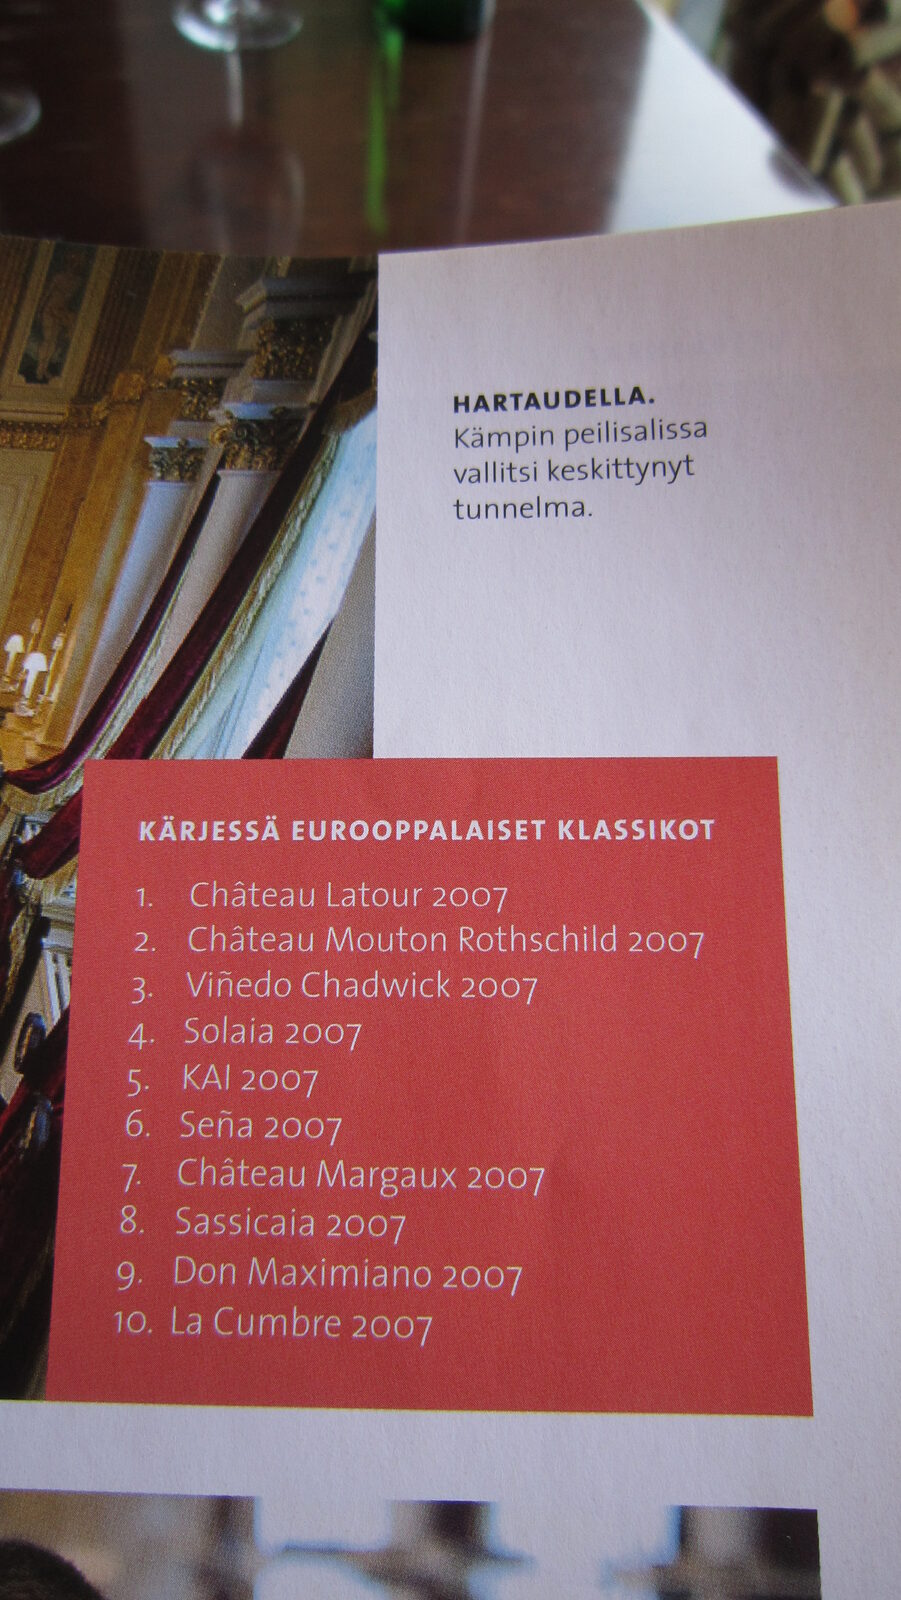 HARTAUDELLA.
Kämpin peilisalissa
vallitsi keskittynyt
tunnelma.
KÄRJESSÄ EUROOPPALAISET KLASSIKOT
1. Château Latour 2007
2. Château Mouton Rothschild 2007
3. Viñedo Chadwick 2007
4. Solaia 2007
5. KAI 2007
6. Seña 2007
7. Château Margaux 2007
8. Sassicaia 2007
9. Don Maximiano 2007
10. La Cumbre 2007